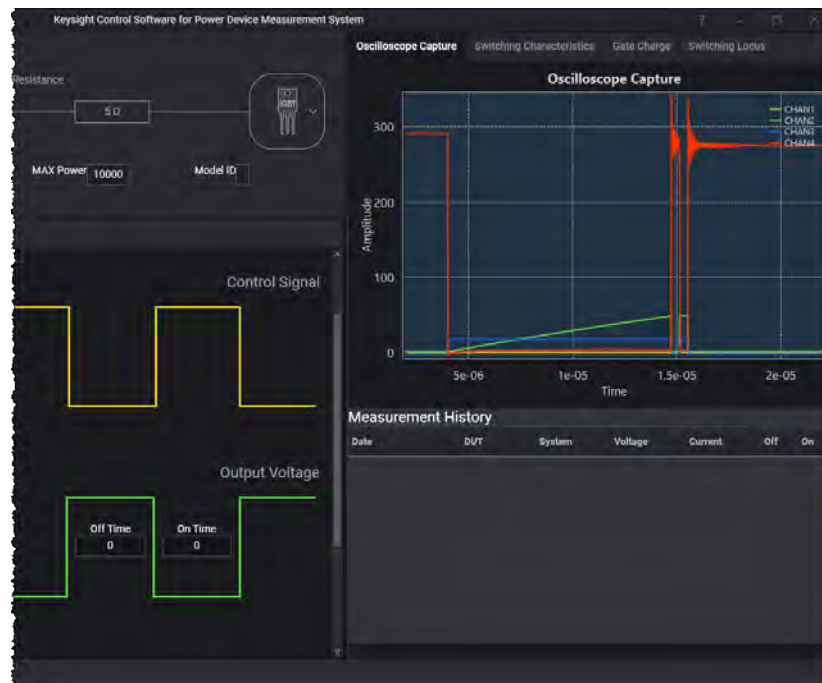 Keysight Control Software for Power Device Measurement System
?
Oscilloscope Capture Switching Characteristics Gate Charge Switching Locus
Resistance
5 Ω
IGBT
MAX Power 10000 Model ID
Oscilloscope Capture
CHAN1
CHAN2
CHAN3
CHAN4
300
200
100
0
Amplitude
5e-06 1e-05 1.5e-05 2e-05
Time
Control Signal
Output Voltage
Off Time On Time
0 0
Measurement History
Date DUT System Voltage Current Off On